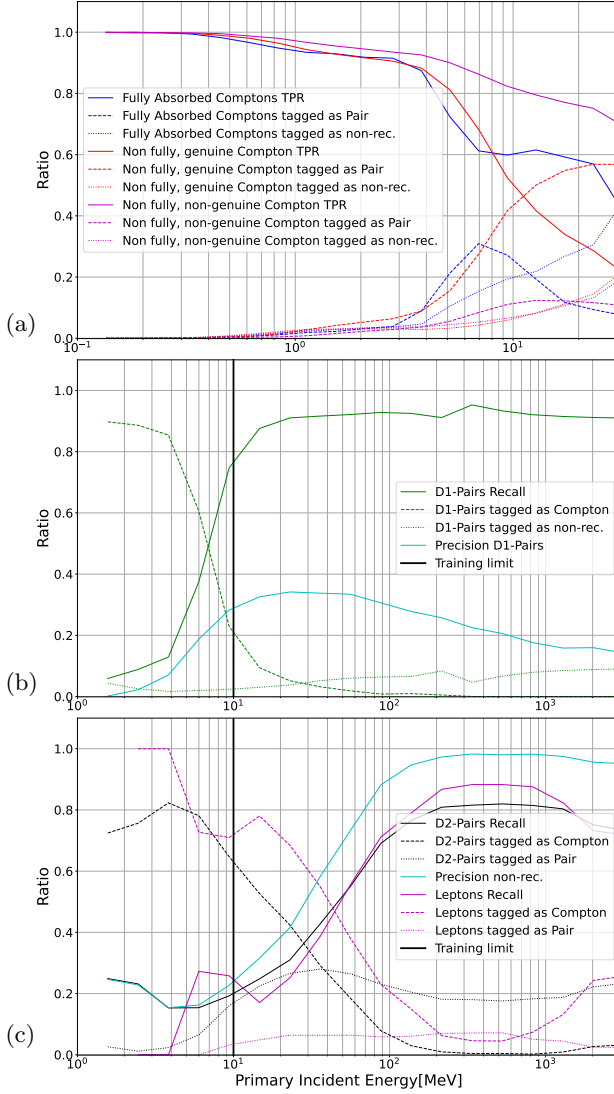 1.0
0.8
0.6
0.4
0.2
0.0
Ratio
Fully Absorbed Comptons TPR
Fully Absorbed Comptons tagged as Pair
Fully Absorbed Comptons tagged as non-rec.
Non fully, genuine Compton TPR
Non fully, genuine Compton tagged as Pair
Non fully, genuine Compton tagged as non-rec.
Non fully, non-genuine Compton TPR
Non fully, non-genuine Compton tagged as Pair
Non fully, non-genuine Compton tagged as non-rec.
(a)
10⁻¹ 10⁰ 10¹
1.0
0.8
0.6
0.4
0.2
0.0
Ratio
D1-Pairs Recall
D1-Pairs tagged as Compton
D1-Pairs tagged as non-rec.
Precision D1-Pairs
Training limit
(b)
10⁰ 10¹ 10² 10³
1.0
0.8
0.6
0.4
0.2
0.0
Ratio
D2-Pairs Recall
D2-Pairs tagged as Compton
D2-Pairs tagged as Pair
Precision non-rec.
Leptons Recall
Leptons tagged as Compton
Leptons tagged as Pair
Training limit
(c)
10⁰ 10¹ 10² 10³
Primary Incident Energy[MeV]